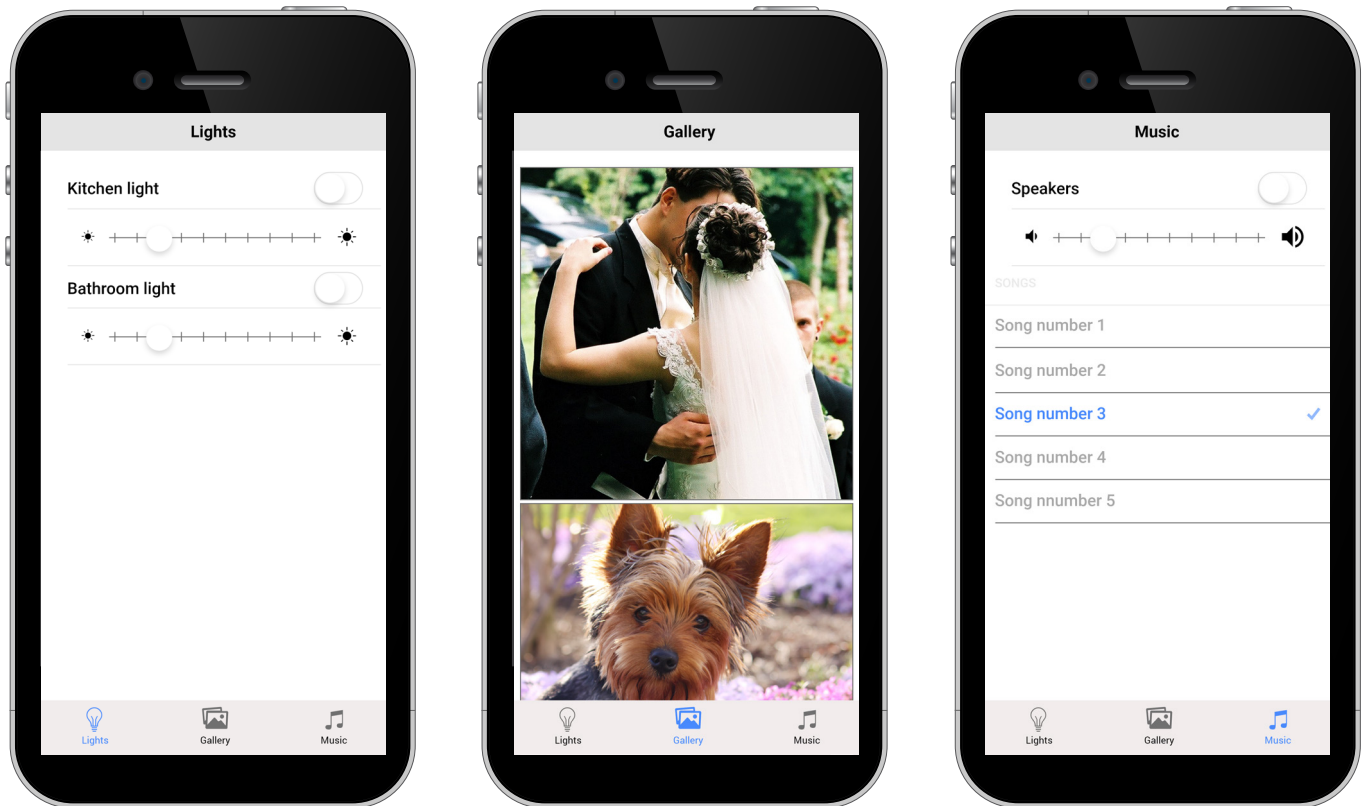 Lights
Kitchen light
Bathroom light
Lights Gallery Music
Gallery
Lights Gallery Music
Music
Speakers
SONGS
Song number 1
Song number 2
Song number 3
Song number 4
Song nnumber 5
Lights Gallery Music